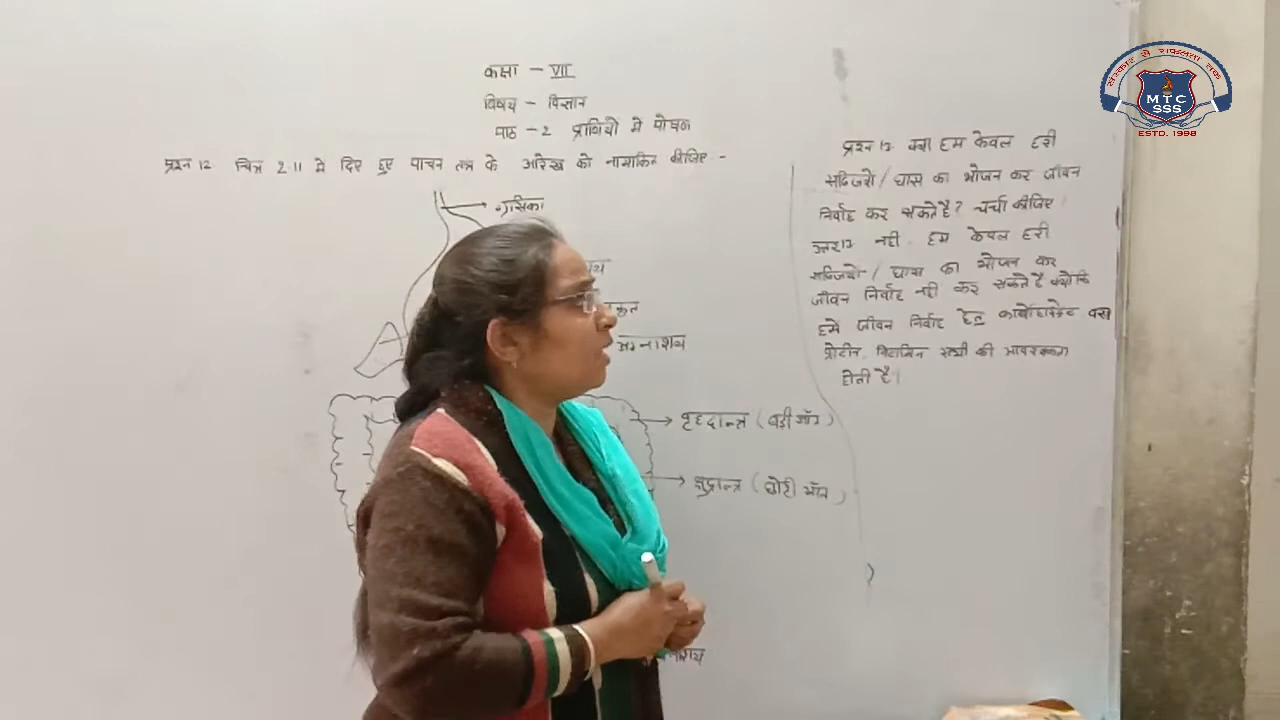 कक्षा - VII
विषय - विज्ञान
पाठ - 2 प्राणियो मे पोषण
प्रश्न 12 चित्र 2.11 मे दिए हुए पाचन तंत्र के आरेख को नामांकित कीजिए -
ग्रसिका
अग्नाशय
वृहदान्त्र (बड़ी आँत)
क्षुद्रान्त्र (छोटी आँत)
प्रश्न 13 क्या हम केवल हरी
सब्जियो / घास का भोजन कर जीवन
निर्वाह कर सकते है? चर्चा कीजिए
उत्तर 13 नही. हम केवल हरी
सब्जियो / घास का भोजन कर
जीवन निर्वाह नही कर सकते है क्योकि
हमे जीवन निर्वाह हेतु कार्बोहाइड्रेट वसा
प्रोटीन, विटामिन सभी की आवश्यकता
होती है।
संस्कार से सफलता तक
MTC
SSS
ESTD. 1998